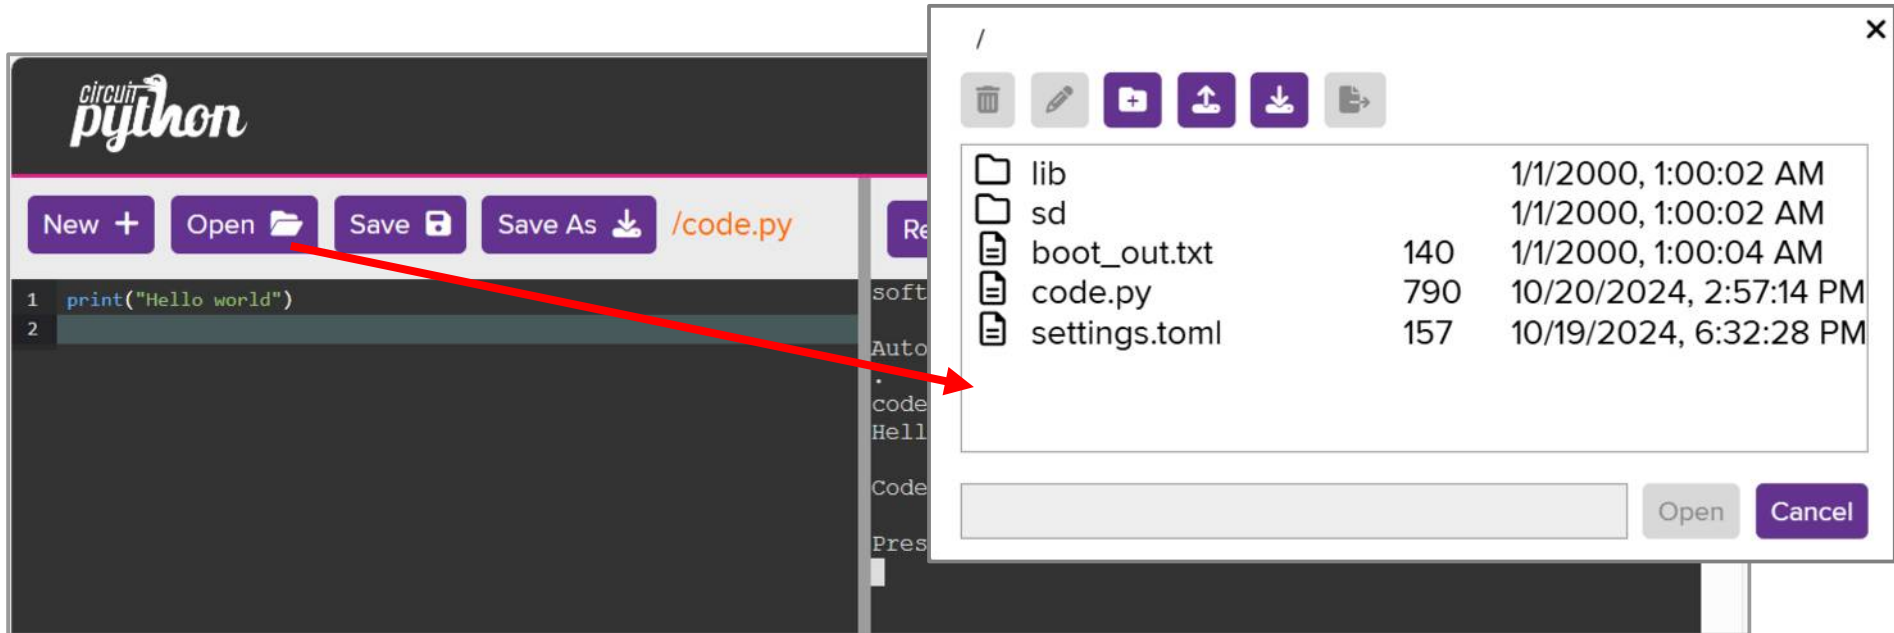 circuit
python
New + Open Save Save As /code.py
1 print("Hello world")
2
Re
soft
Auto
.
code
Hell
Code
Pres
/
lib 1/1/2000, 1:00:02 AM
sd 1/1/2000, 1:00:02 AM
boot_out.txt 140 1/1/2000, 1:00:04 AM
code.py 790 10/20/2024, 2:57:14 PM
settings.toml 157 10/19/2024, 6:32:28 PM
Open Cancel